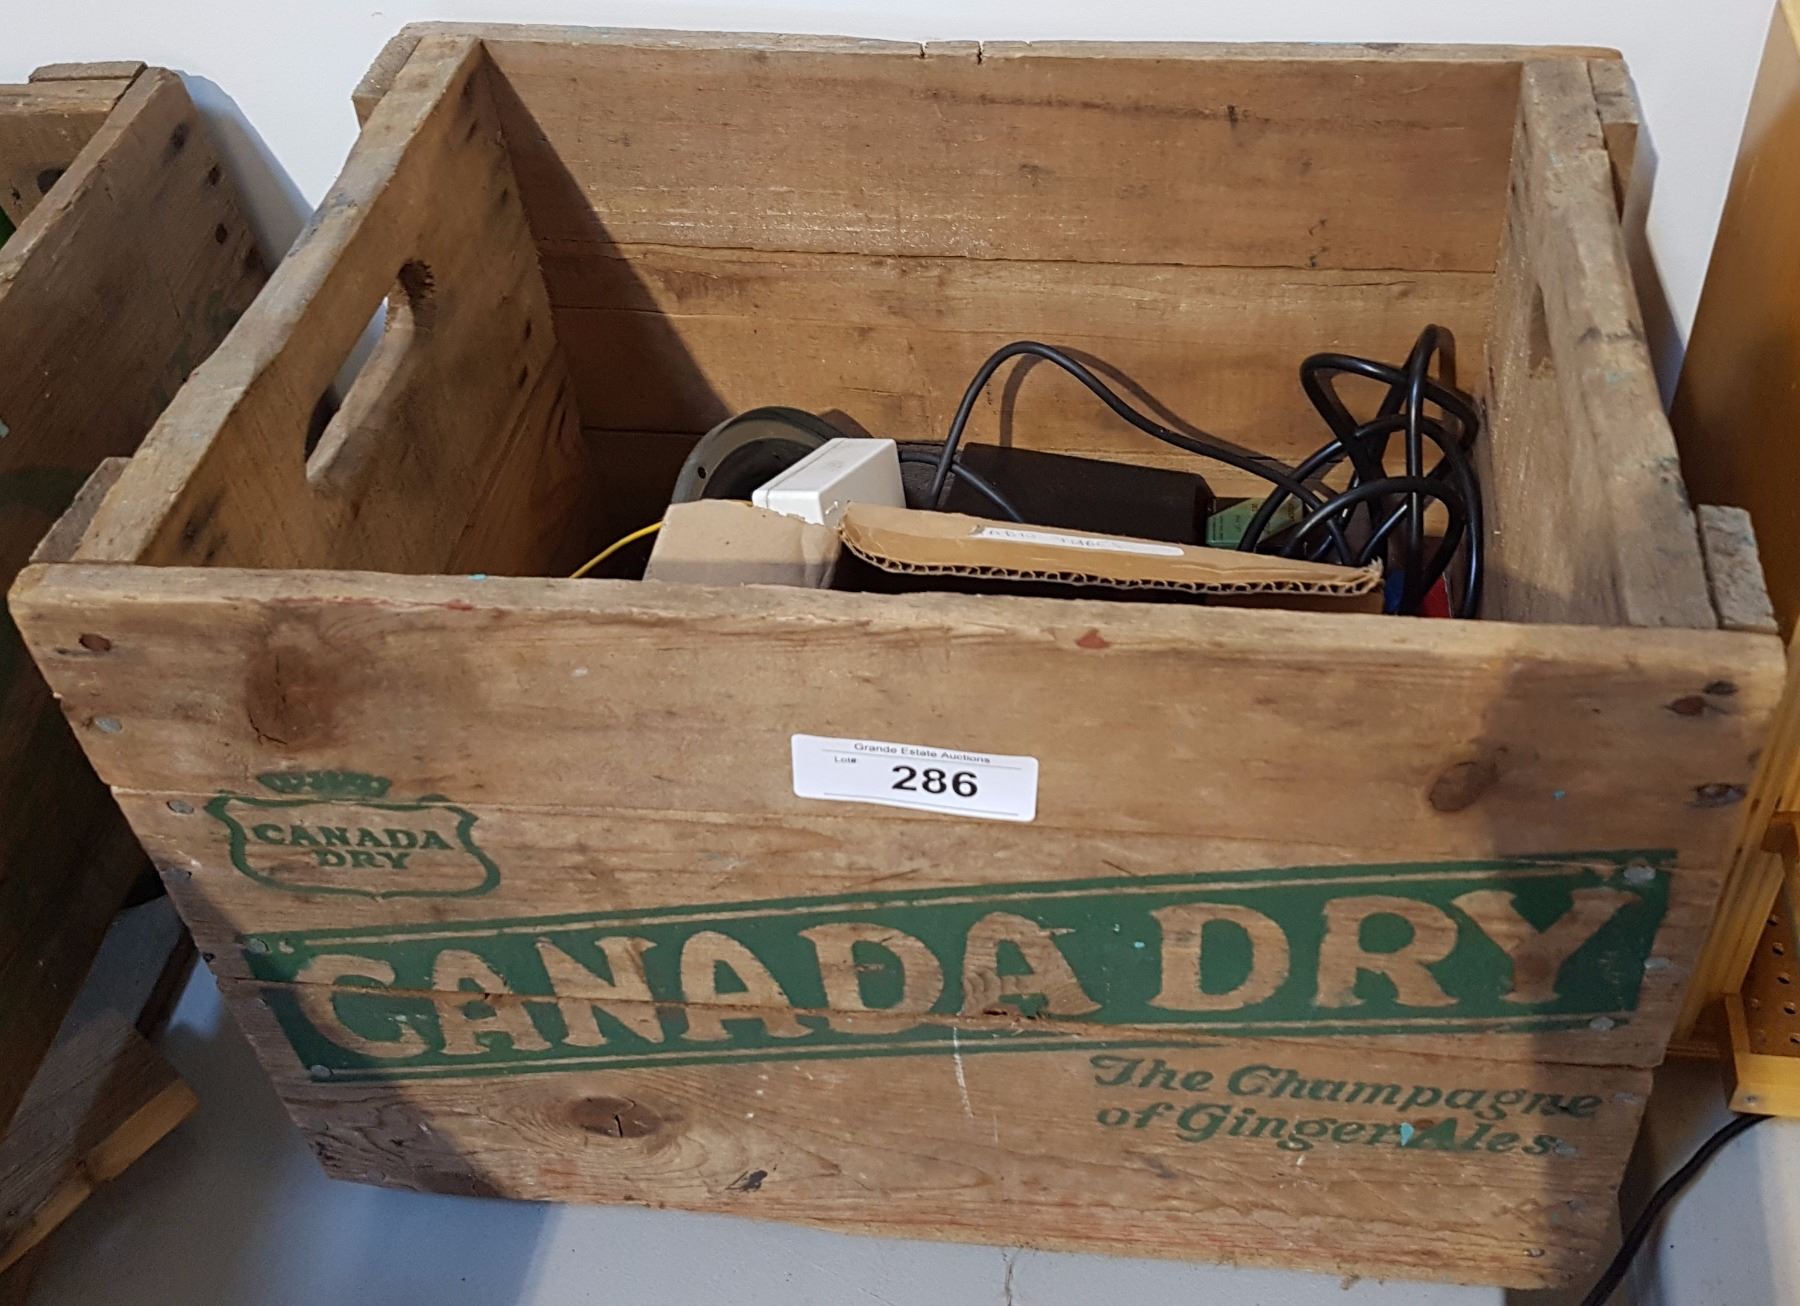 Grande Estate Auctions
Lot# 286
CANADA
DRY
CANADA DRY
The Champagne
of Ginger Ales